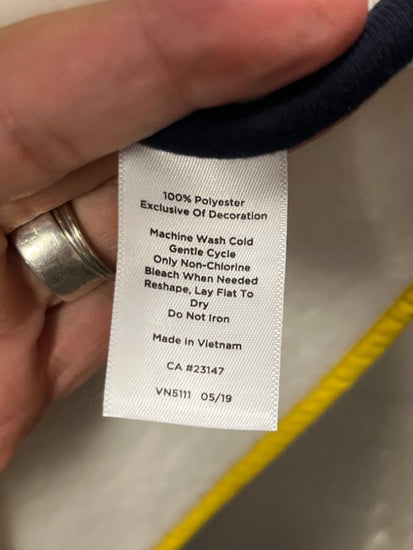 100% Polyester
Exclusive Of Decoration
Machine Wash Cold
Gentle Cycle
Only Non-Chlorine
Bleach When Needed
Reshape, Lay Flat To
Dry
Do Not Iron
Made in Vietnam
CA #23147
VN5111 05/19